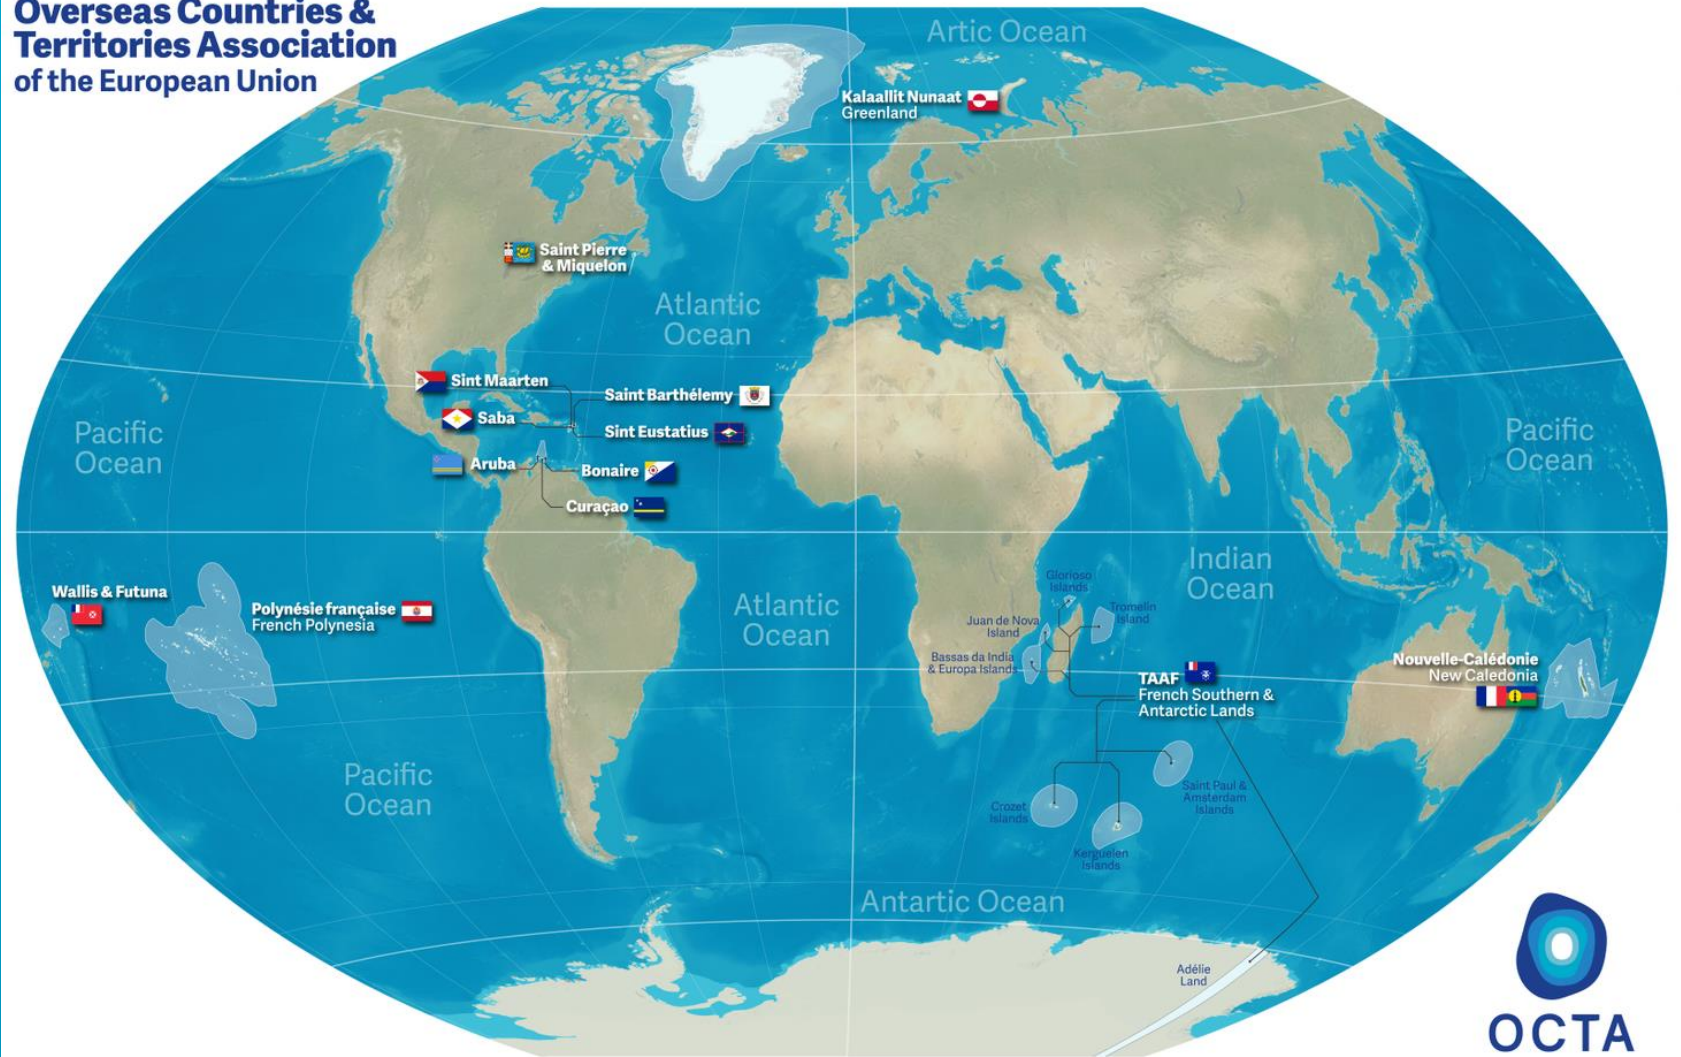 Overseas Countries &
Territories Association
of the European Union
Artic Ocean
Kalaallit Nunaat
Greenland
Saint Pierre
& Miquelon
Atlantic
Ocean
Sint Maarten
Saint Barthélemy
Saba
Sint Eustatius
Aruba
Bonaire
Curaçao
Pacific
Ocean
Pacific
Ocean
Indian
Ocean
Wallis & Futuna
Polynésie française
French Polynesia
Atlantic
Ocean
Glorioso
Islands
Tromelin
Island
Juan de Nova
Island
Bassas da India
& Europa Islands
TAAF
French Southern &
Antarctic Lands
Nouvelle-Calédonie
New Caledonia
Pacific
Ocean
Saint Paul &
Amsterdam
Islands
Crozet
Islands
Kerguelen
Islands
Antartic Ocean
Adélie
Land
OCTA